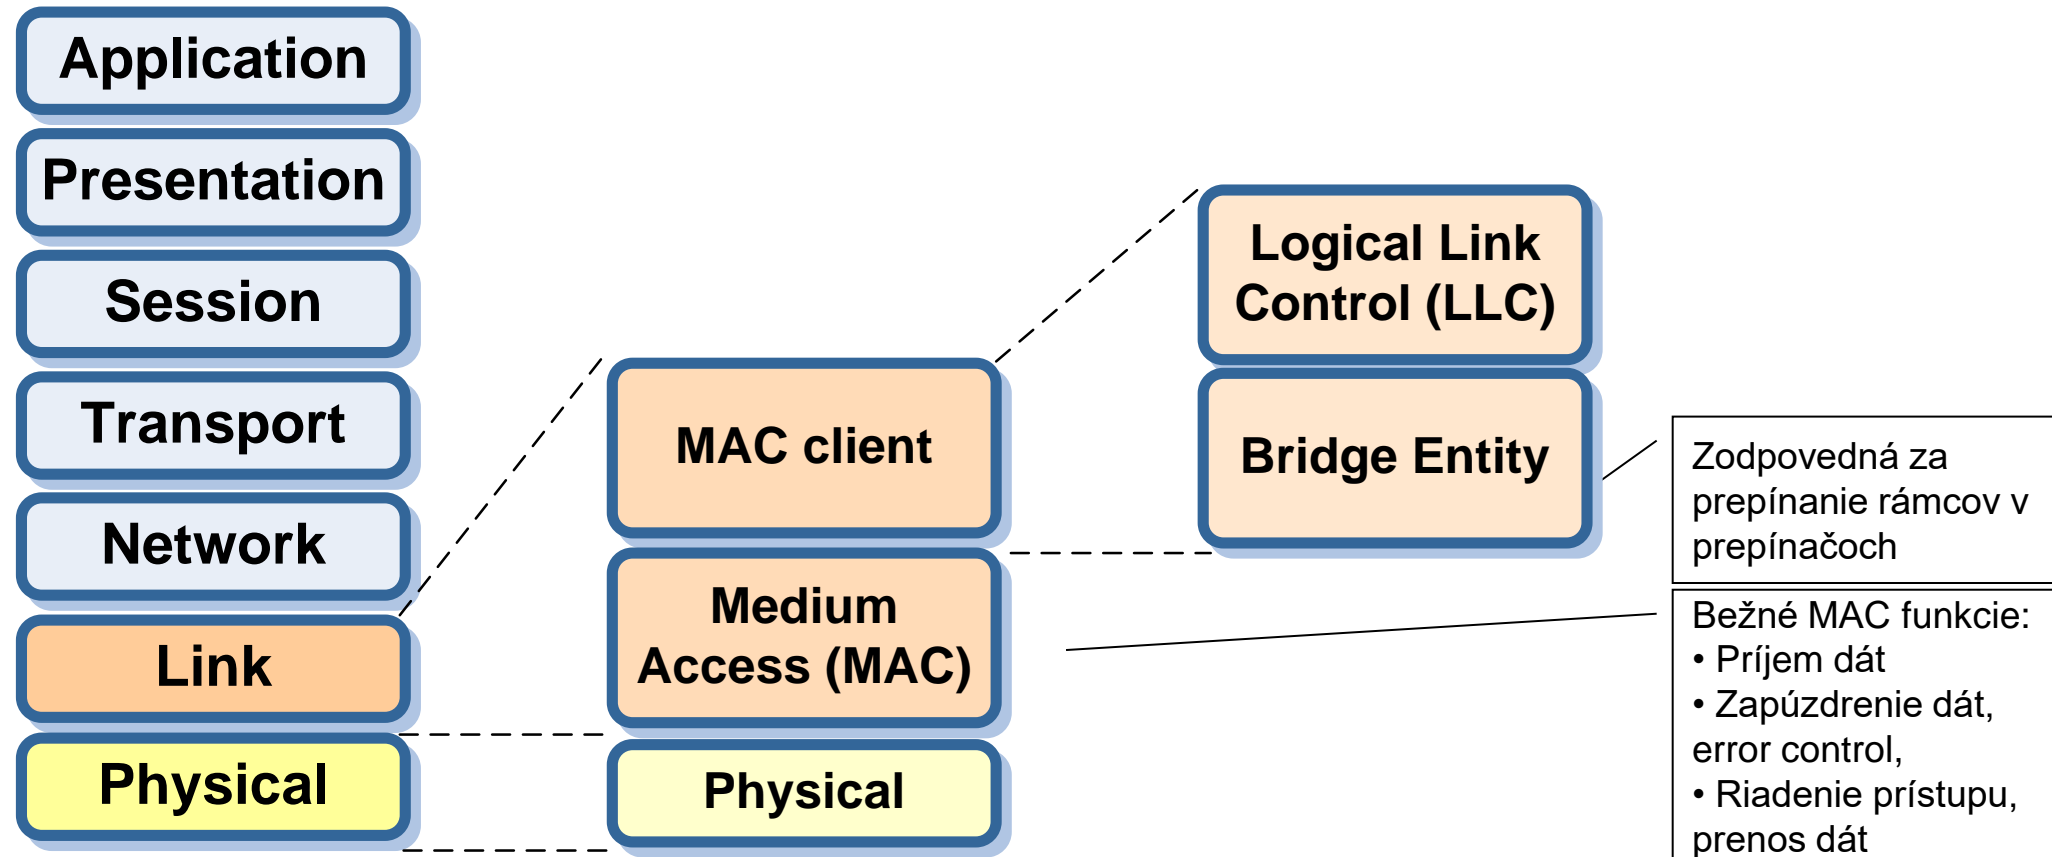 Application
Presentation
Session
Transport
Network
Link
Physical
MAC client
Medium
Access (MAC)
Physical
Logical Link
Control (LLC)
Bridge Entity
Zodpovedná za
prepínanie rámcov v
prepínačoch
Bežné MAC funkcie:
• Príjem dát
• Zapúzdrenie dát,
error control,
• Riadenie prístupu,
prenos dát